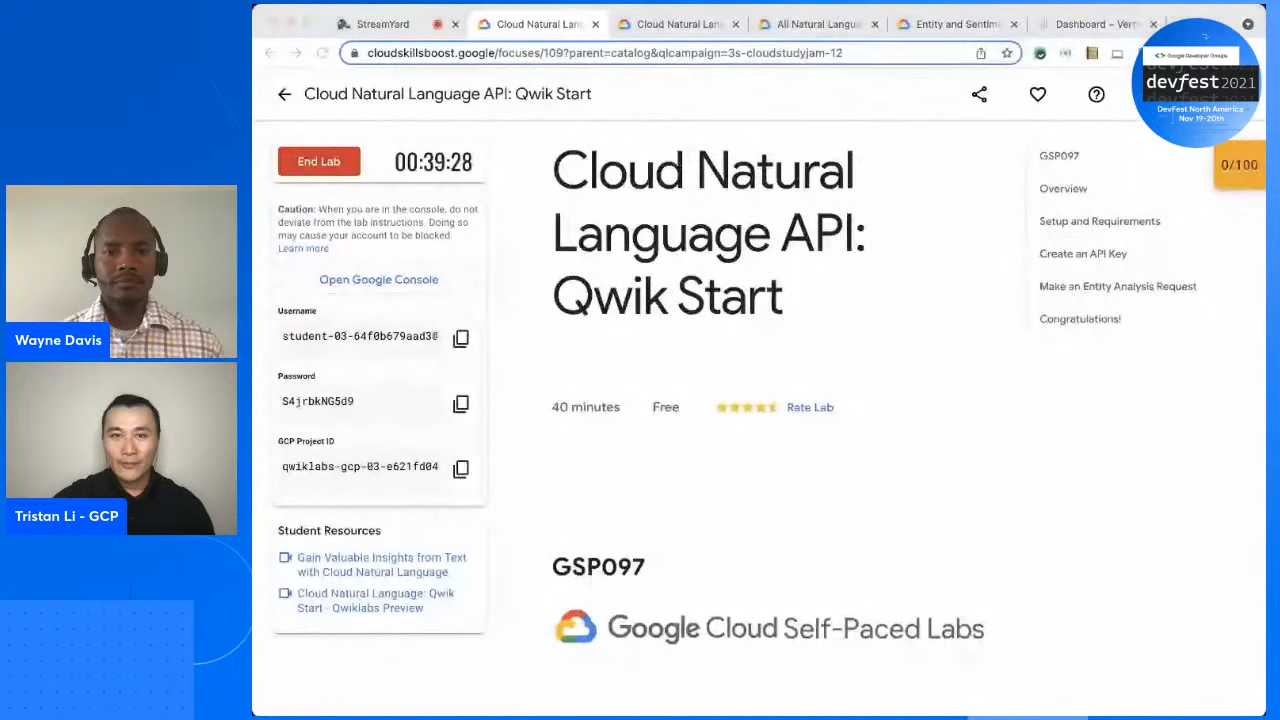 StreamYard
Cloud Natural Lan
Cloud Natural Lan
All Natural Langua
Entity and Sentim
Dashboard – Vert
cloudskillsboost.google/focuses/109?parent=catalog&qlcampaign=3s-cloudstudyjam-12
Google Developer Groups
devfest2021
DevFest North America
Nov 19-20th
Cloud Natural Language API: Qwik Start
End Lab
00:39:28
Caution: When you are in the console, do not
deviate from the lab instructions. Doing so
may cause your account to be blocked.
Learn more
Open Google Console
Username
student-03-64f0b679aad38
Password
S4jrbkNG5d9
GCP Project ID
qwiklabs-gcp-03-e621fd04
Student Resources
Gain Valuable Insights from Text
with Cloud Natural Language
Cloud Natural Language: Qwik
Start - Qwiklabs Preview
Cloud Natural
Language API:
Qwik Start
40 minutes
Free
Rate Lab
GSP097
Google Cloud Self-Paced Labs
GSP097
Overview
Setup and Requirements
Create an API Key
Make an Entity Analysis Request
Congratulations!
0/100
Wayne Davis
Tristan Li - GCP